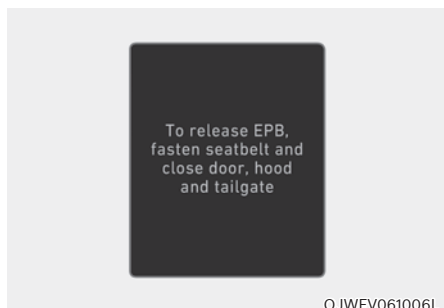 To release EPB,
fasten seatbelt and
close door, hood
and tailgate
OJWEV061006L